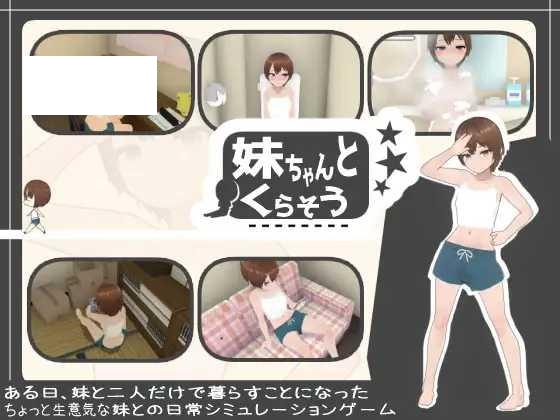 妹ちゃんと
くらそう
ある日、妹と二人だけで暮らすことになった
ちょっと生意気な妹との日常シミュレーションゲーム